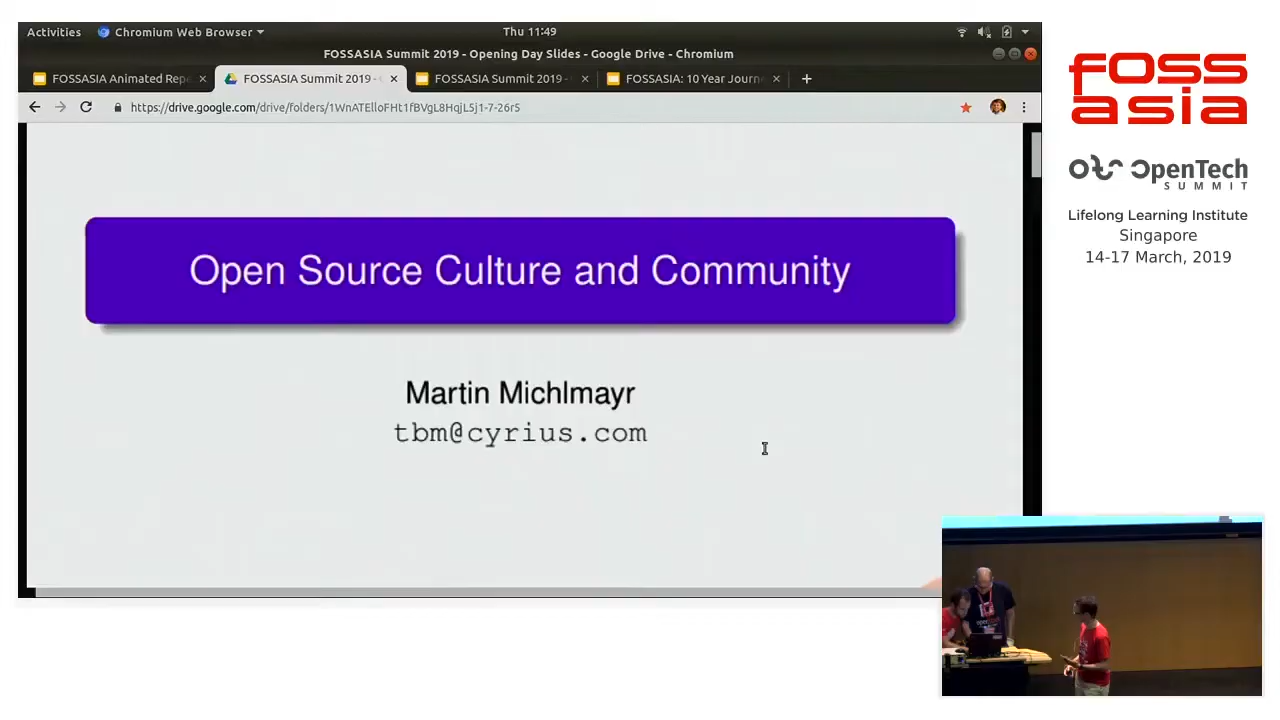 Activities
Chromium Web Browser
Thu 11:49
FOSSASIA Summit 2019 - Opening Day Slides - Google Drive - Chromium
FOSSASIA Animated Repe
FOSSASIA Summit 2019 -
FOSSASIA Summit 2019 -
FOSSASIA: 10 Year Journ
https://drive.google.com/drive/folders/1WnATElloFHt1fBVgL8HqjL5j1-7-26rS
Open Source Culture and Community
Martin Michlmayr
tbm@cyrius.com
FOSS
asia
OpenTech
SUMMIT
Lifelong Learning Institute
Singapore
14-17 March, 2019